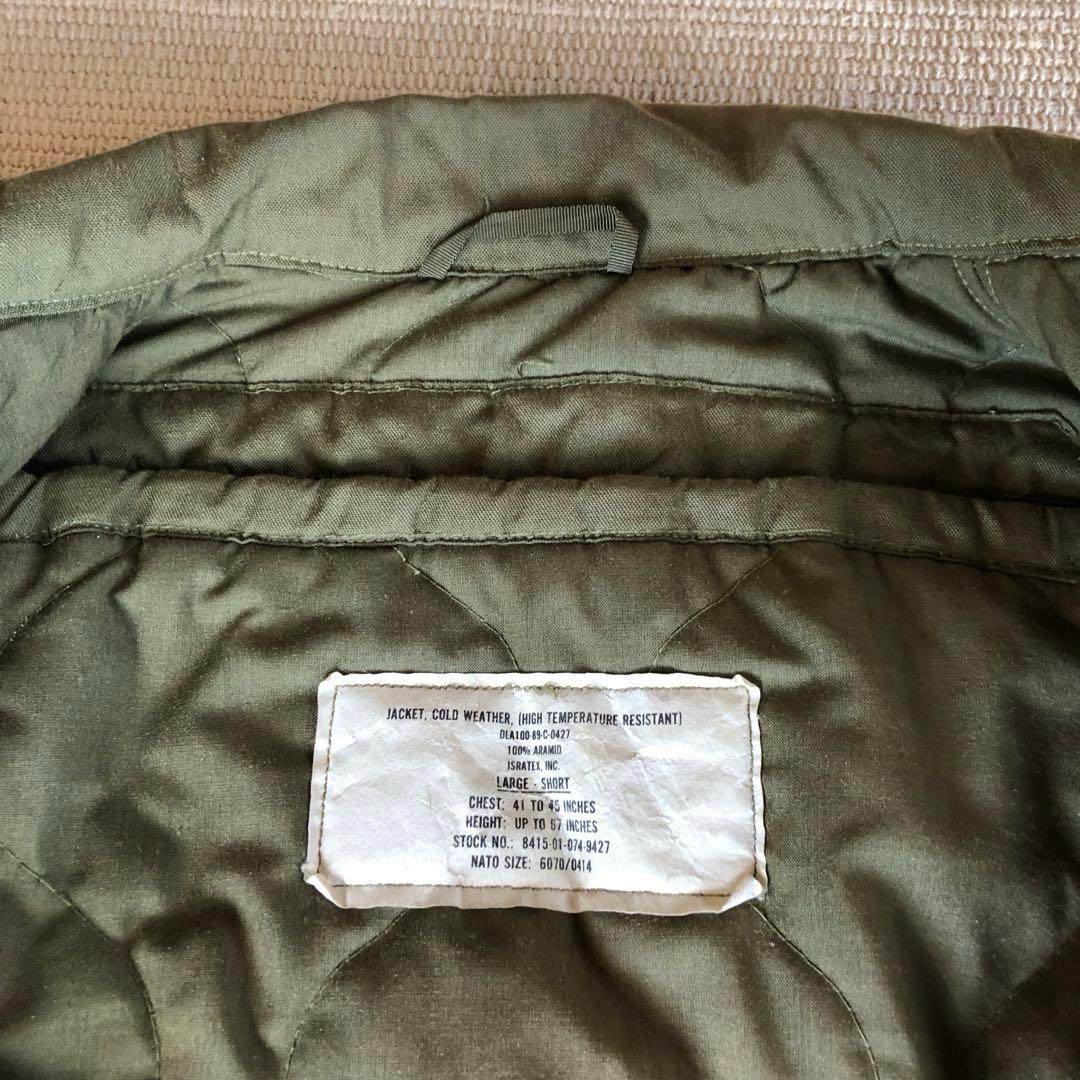 JACKET, COLD WEATHER, (HIGH TEMPERATURE RESISTANT)
DLA100-89-C-0427
100% ARAMID
ISRATEX, INC.
LARGE - SHORT
CHEST: 41 TO 45 INCHES
HEIGHT: UP TO 67 INCHES
STOCK NO.: 8415-01-074-9427
NATO SIZE: 6070/0414